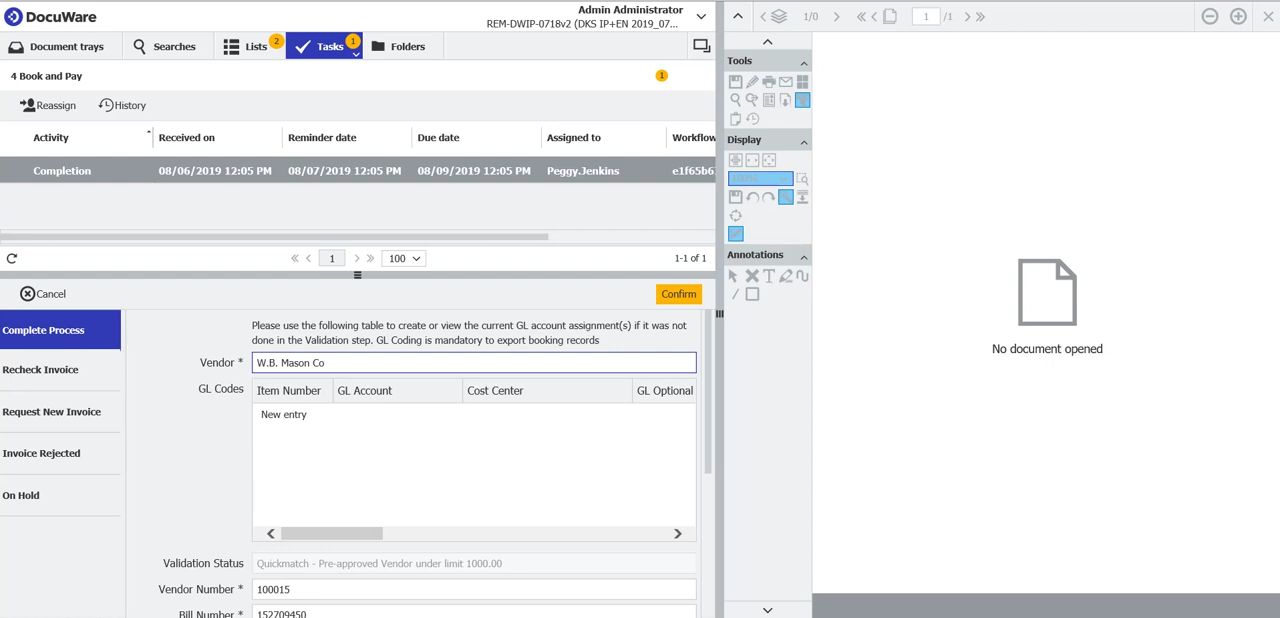 DocuWare
Admin Administrator
REM-DWIP-0718v2 (DKS IP+EN 2019_07...
Document trays
Searches
Lists 2
Tasks 1
Folders
4 Book and Pay
1
Reassign
History
Activity Received on Reminder date Due date Assigned to Workflow
Completion 08/06/2019 12:05 PM 08/07/2019 12:05 PM 08/09/2019 12:05 PM Peggy.Jenkins e1f65b6
1
100
1-1 of 1
Cancel
Confirm
Complete Process
Recheck Invoice
Request New Invoice
Invoice Rejected
On Hold
Please use the following table to create or view the current GL account assignment(s) if it was not
done in the Validation step. GL Coding is mandatory to export booking records
Vendor * W.B. Mason Co
GL Codes Item Number GL Account Cost Center GL Optional
New entry
Validation Status Quickmatch - Pre-approved Vendor under limit 1000.00
Vendor Number * 100015
Bill Number * 152709450
1/0
1 /1
Tools
Display
Annotations
No document opened